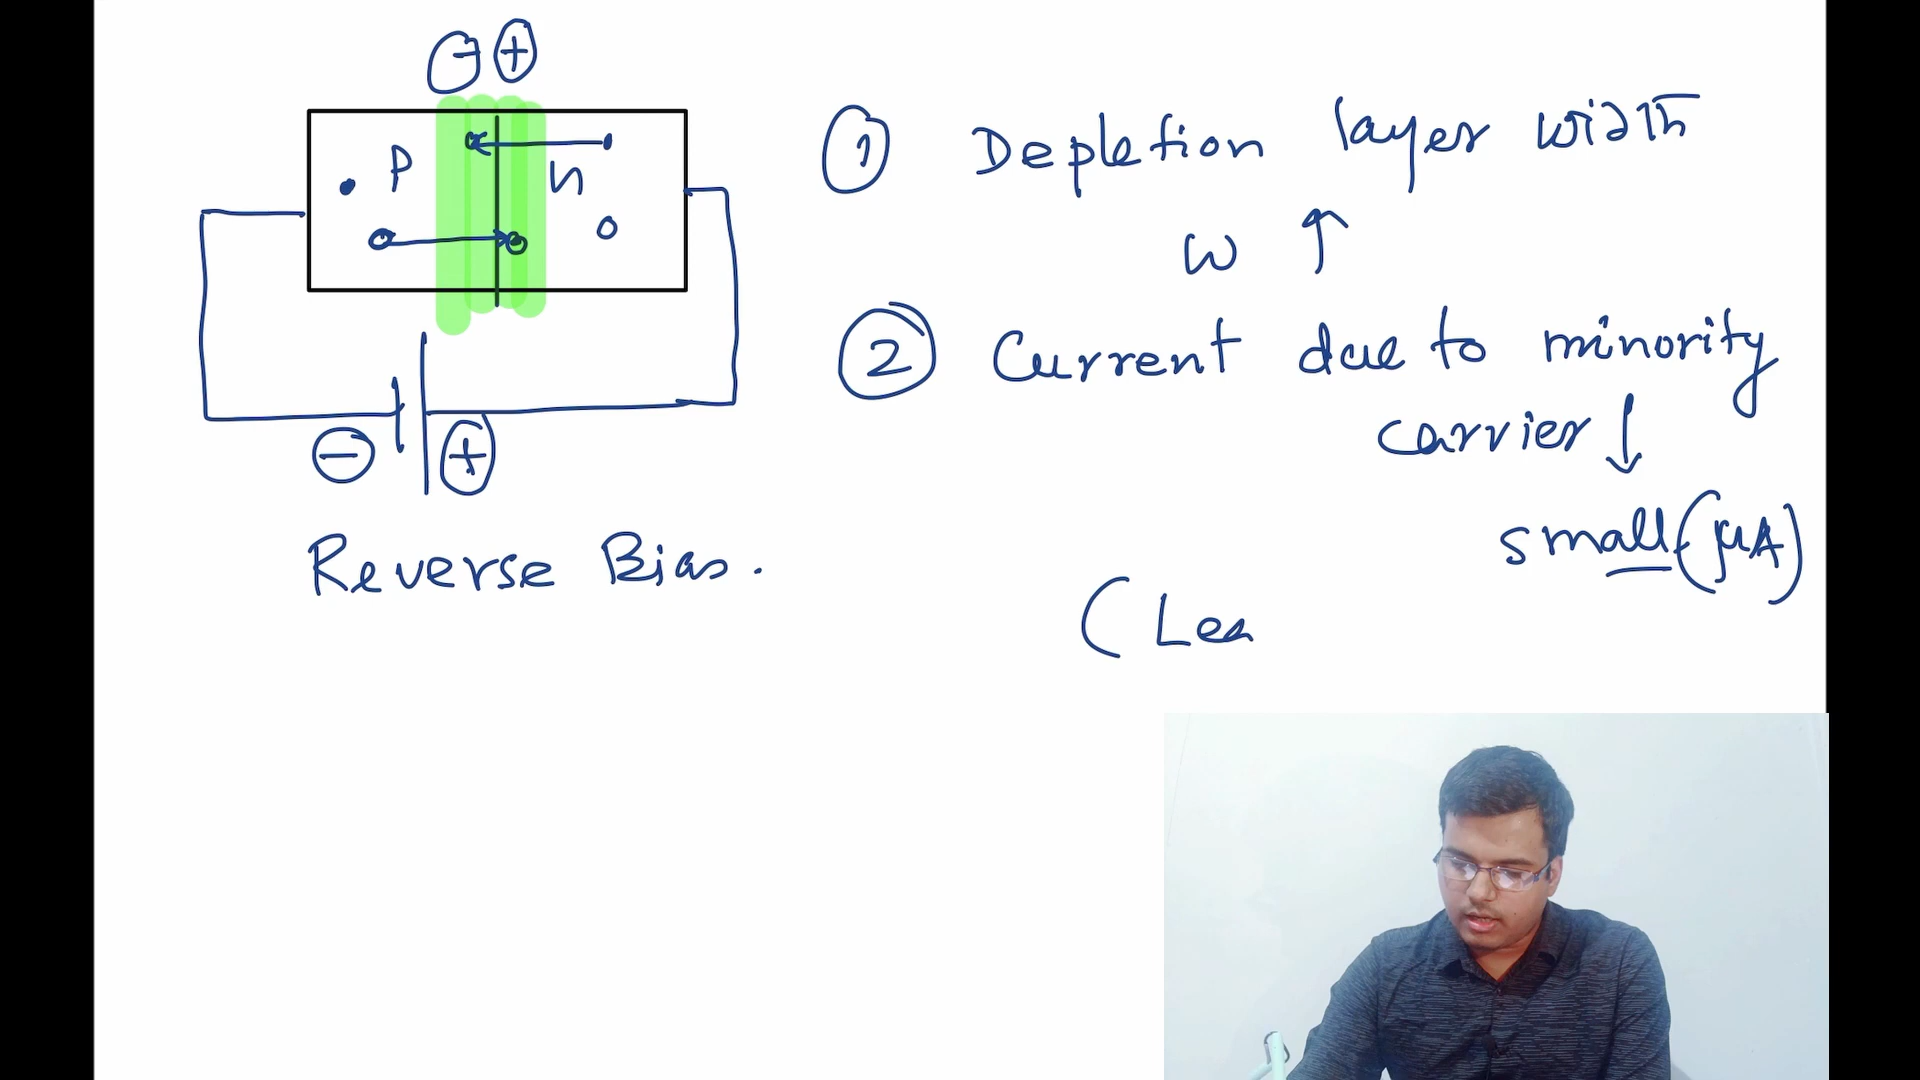 ⊖ ⊕
P n
⊖ ⊕
Reverse Bias.
① Depletion layer width
W ↑
② Current due to minority
carrier ↓
small (μA)
( Lea